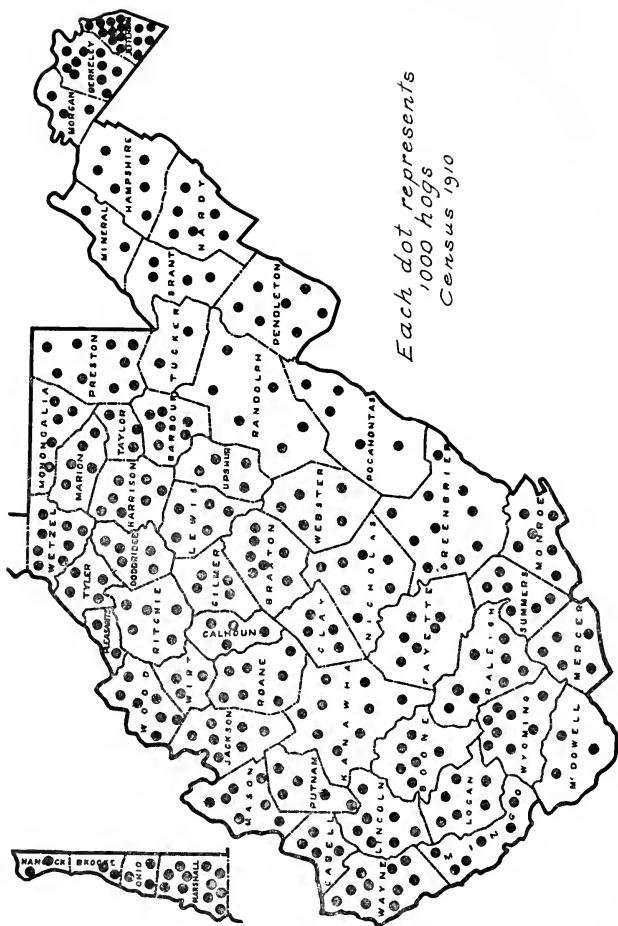 HANCOCK
BROOKE
OHIO
MARSHALL
WETZEL
MONONGALIA
MARION
PRESTON
TAYLOR
TYLER
PLEASANTS
DODDRIDGE
HARRISON
BARBOUR
TUCKER
MINERAL
HAMPSHIRE
MORGAN
BERKELEY
GRANT
HARDY
PENDLETON
RANDOLPH
UPSHUR
LEWIS
GILMER
RITCHIE
WOOD
WIRT
CALHOUN
ROANE
JACKSON
MASON
PUTNAM
KANAWHA
CLAY
BRAXTON
WEBSTER
POCAHONTAS
NICHOLAS
GREENBRIER
FAYETTE
CABELL
WAYNE
LINCOLN
BOONE
LOGAN
MINGO
WYOMING
RALEIGH
SUMMERS
MONROE
MERCER
McDOWELL
Each dot represents
1000 hogs
Census 1910